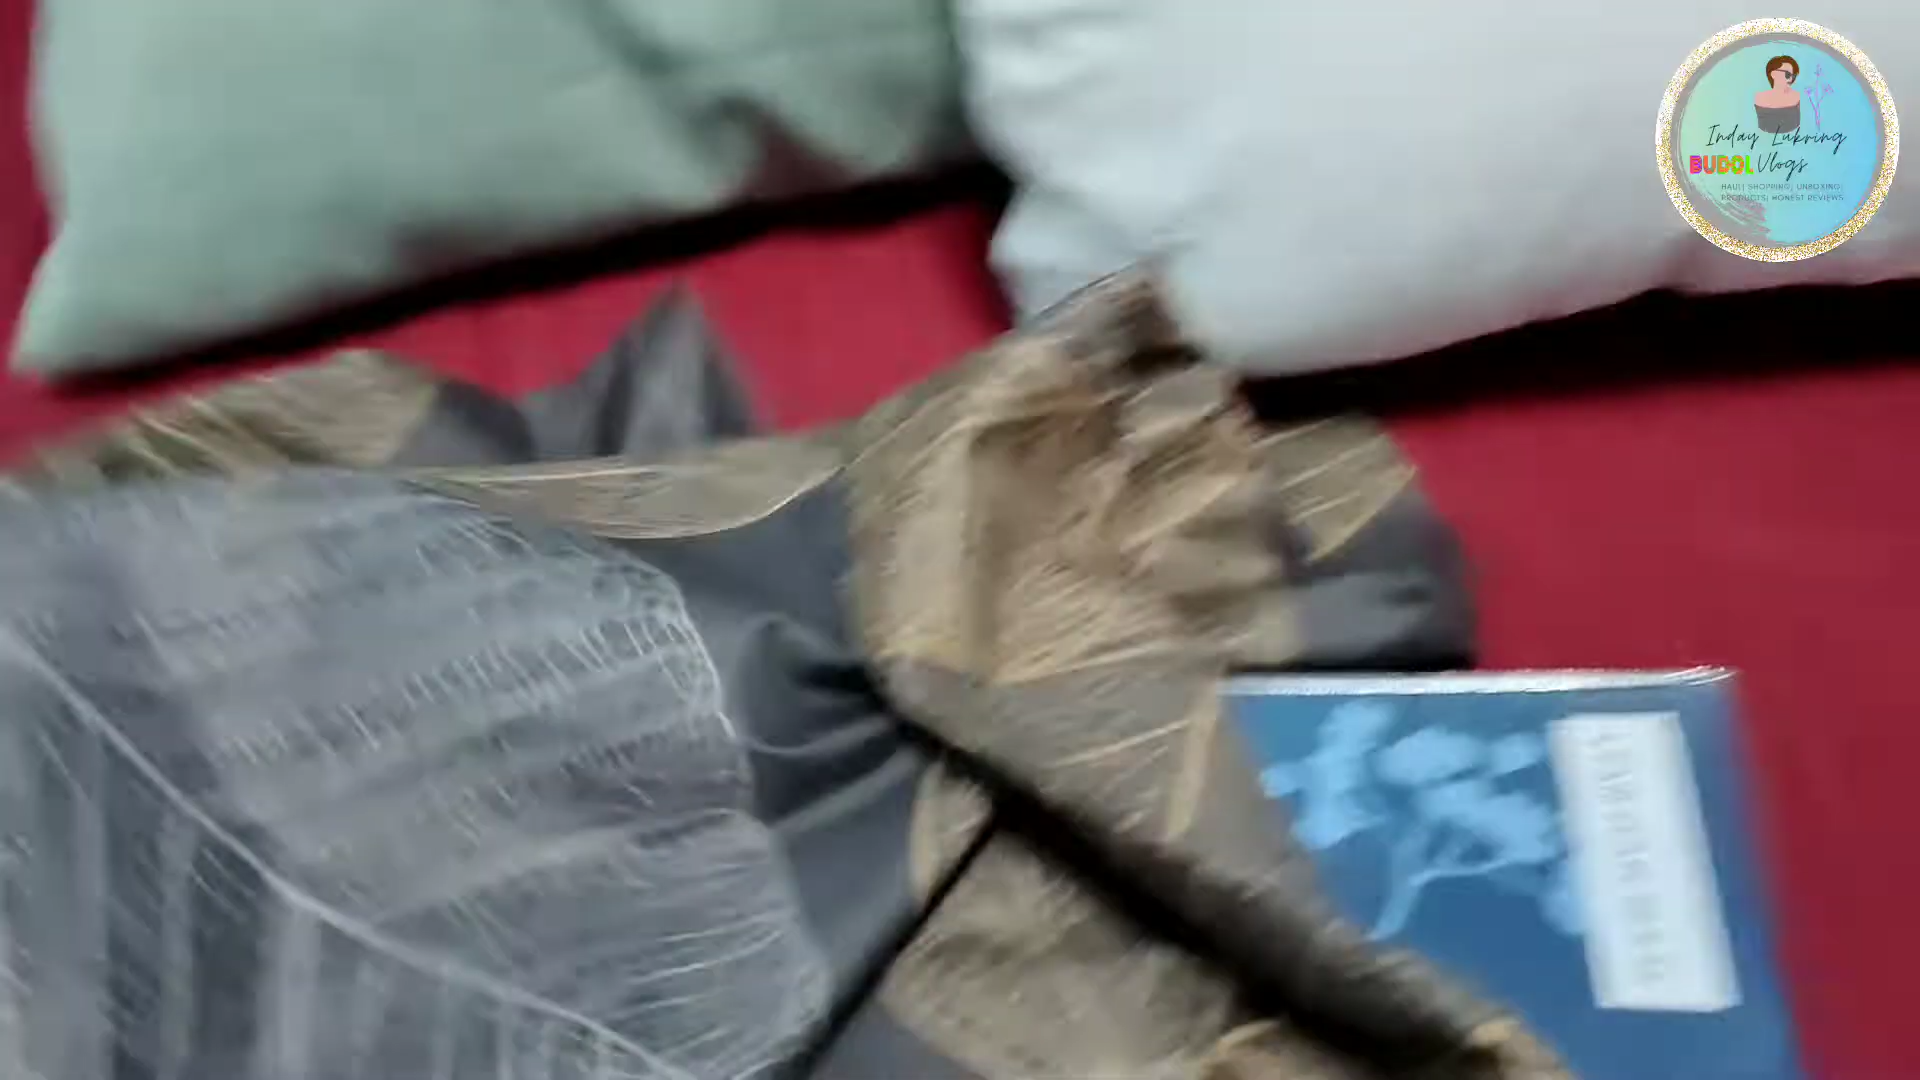 Inday Lukring
BUDOL Vlogs
HAUL| SHOPPING| UNBOXING|
PRODUCTS| HONEST REVIEWS